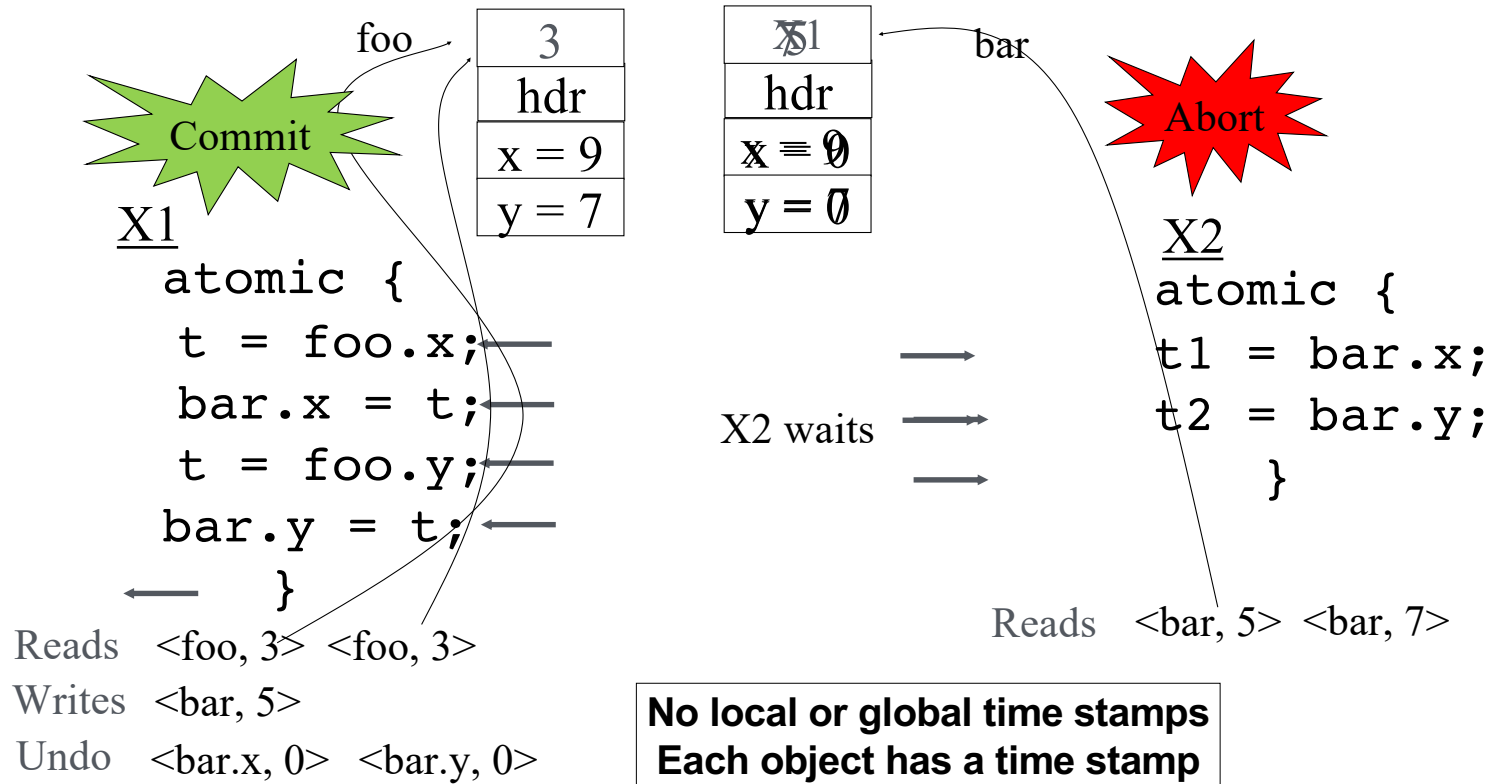 foo
3
hdr
x = 9
y = 7
X1
hdr
bar
Commit
Abort
X1
atomic {
t = foo.x;
bar.x = t;
t = foo.y;
bar.y = t;
}
X2 waits
X2
atomic {
t1 = bar.x;
t2 = bar.y;
}
Reads <foo, 3> <foo, 3>
Writes <bar, 5>
Undo <bar.x, 0> <bar.y, 0>
Reads <bar, 5> <bar, 7>
No local or global time stamps
Each object has a time stamp